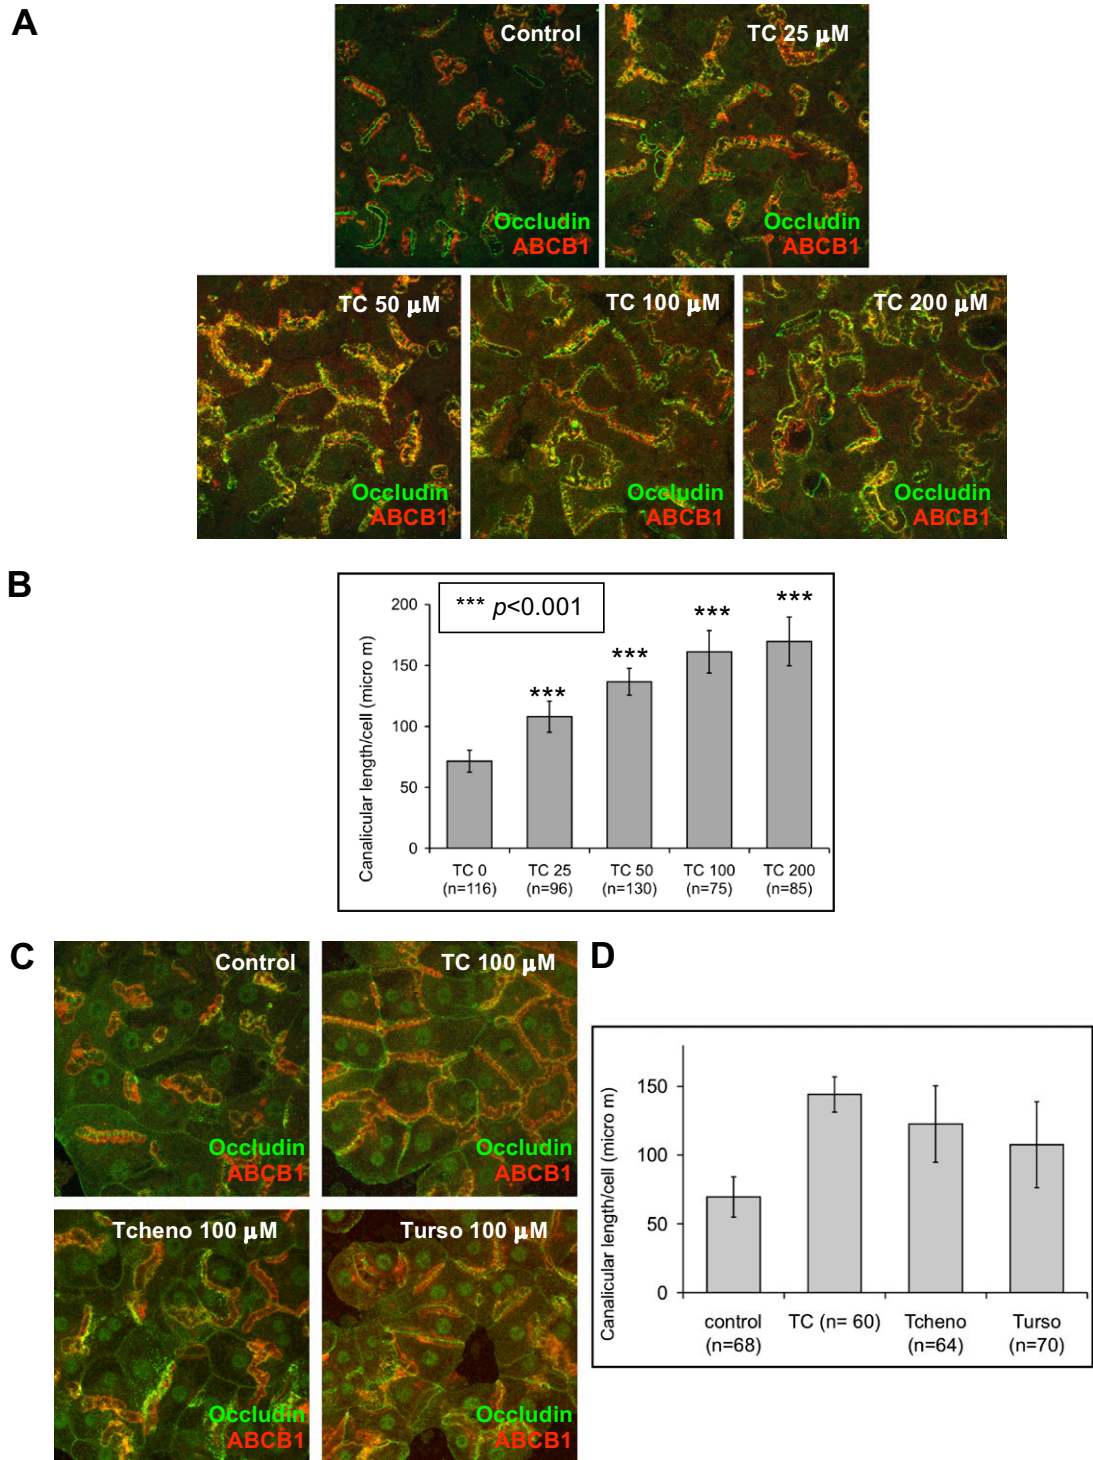 A
Control
TC 25 µM
Occludin
ABCB1
Occludin
ABCB1
TC 50 µM
TC 100 µM
TC 200 µM
Occludin
ABCB1
Occludin
ABCB1
Occludin
ABCB1
B
*** p<0.001
***
***
***
***
Canalicular length/cell (micro m)
200
150
100
50
0
TC 0
(n=116)
TC 25
(n=96)
TC 50
(n=130)
TC 100
(n=75)
TC 200
(n=85)
C
Control
TC 100 µM
Occludin
ABCB1
Occludin
ABCB1
Tcheno 100 µM
Turso 100 µM
Occludin
ABCB1
Occludin
ABCB1
D
Canalicular length/cell (micro m)
150
100
50
0
control
(n=68)
TC (n= 60)
Tcheno
(n=64)
Turso
(n=70)